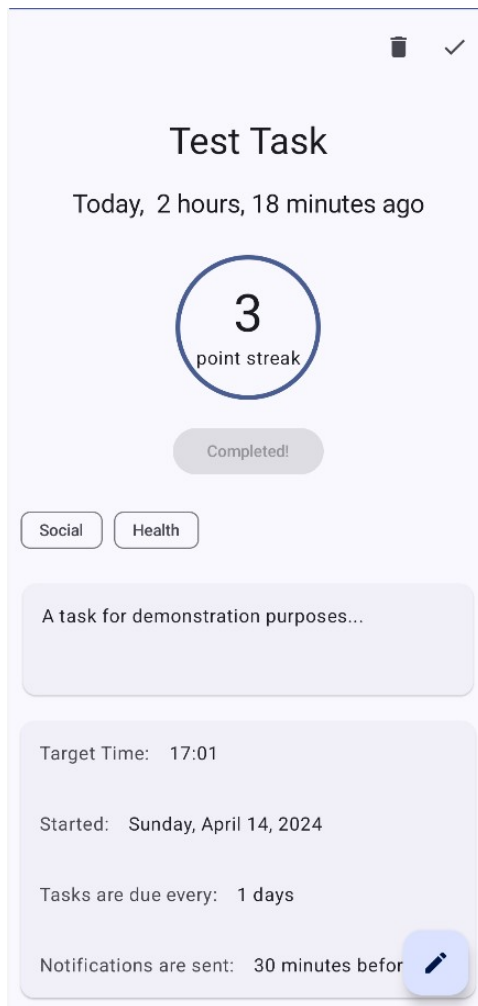 Test Task
Today,  2 hours, 18 minutes ago
3
point streak
Completed!
Social
Health
A task for demonstration purposes...
Target Time: 17:01
Started: Sunday, April 14, 2024
Tasks are due every: 1 days
Notifications are sent: 30 minutes befor